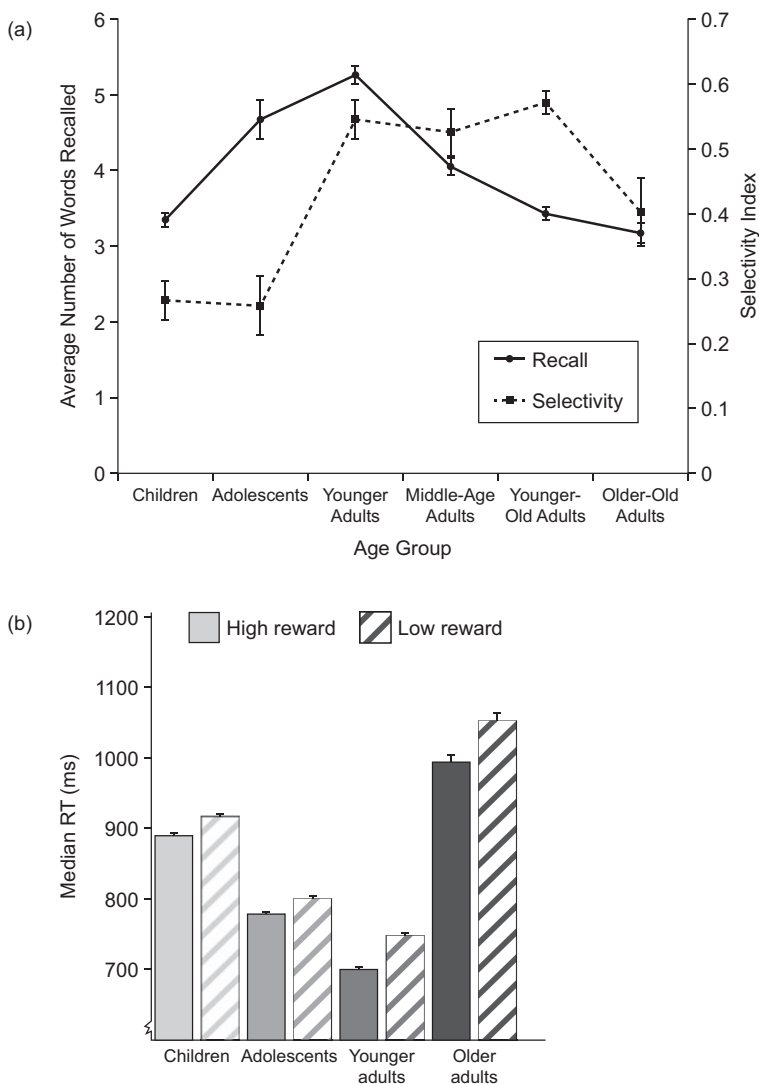 (a)
6
5
4
3
2
1
0
Average Number of Words Recalled
0.7
0.6
0.5
0.4
0.3
0.2
0.1
0
Selectivity Index
Recall
Selectivity
Children
Adolescents
Younger
Adults
Middle-Age
Adults
Younger-
Old Adults
Older-Old
Adults
Age Group
(b)
1200
1100
1000
900
800
700
Median RT (ms)
High reward
Low reward
Children
Adolescents
Younger
adults
Older
adults